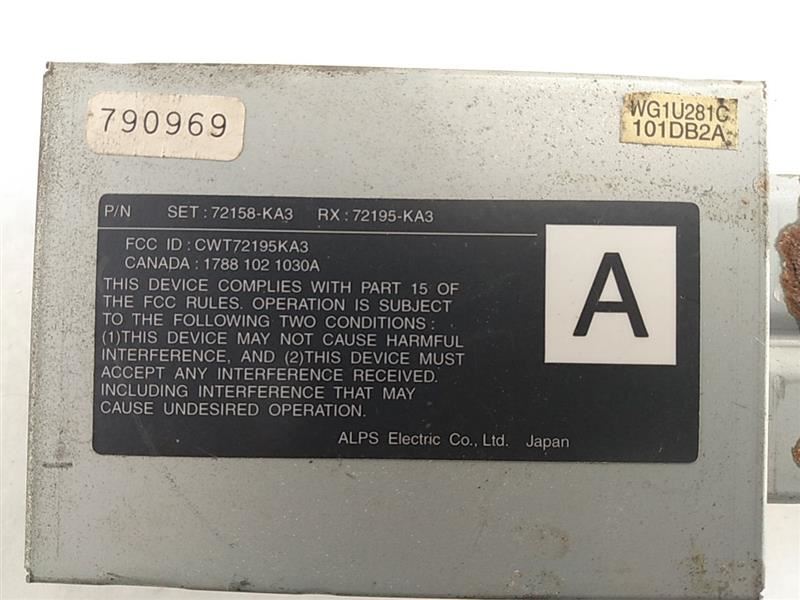 790969
WG1U281C
101DB2A
P/N SET : 72158-KA3 RX : 72195-KA3
FCC ID : CWT72195KA3
CANADA : 1788 102 1030A
THIS DEVICE COMPLIES WITH PART 15 OF
THE FCC RULES. OPERATION IS SUBJECT
TO THE FOLLOWING TWO CONDITIONS :
(1)THIS DEVICE MAY NOT CAUSE HARMFUL
INTERFERENCE, AND (2)THIS DEVICE MUST
ACCEPT ANY INTERFERENCE RECEIVED.
INCLUDING INTERFERENCE THAT MAY
CAUSE UNDESIRED OPERATION.
A
ALPS Electric Co., Ltd. Japan